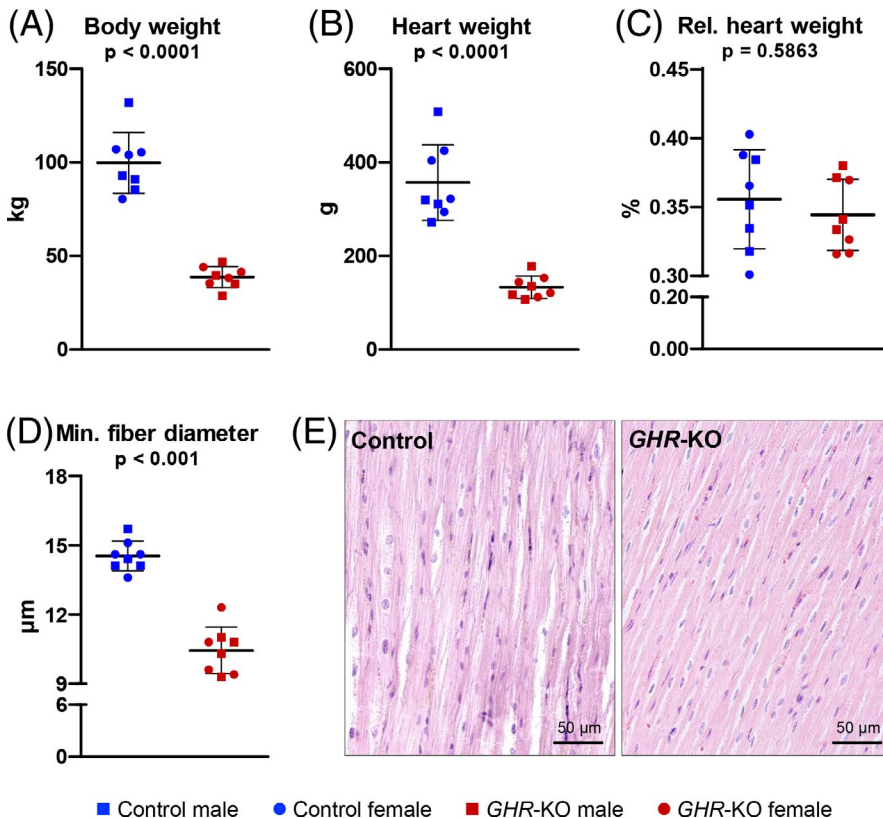 (A) Body weight
p < 0.0001
150
100
50
0
kg
(B) Heart weight
p < 0.0001
600
400
200
0
g
(C) Rel. heart weight
p = 0.5863
0.45
0.40
0.35
0.30
0.20
0.00
%
(D) Min. fiber diameter
p < 0.001
18
15
12
9
6
0
µm
(E) Control
50 µm
GHR-KO
50 µm
Control male Control female GHR-KO male GHR-KO female